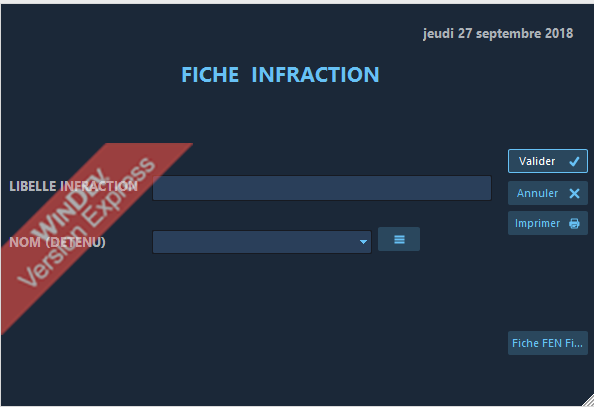 jeudi 27 septembre 2018
FICHE INFRACTION
Valider
LIBELLE INFRACTION
Annuler
Imprimer
NOM (DETENU)
WINDEV
Version Express
Fiche FEN Fi...